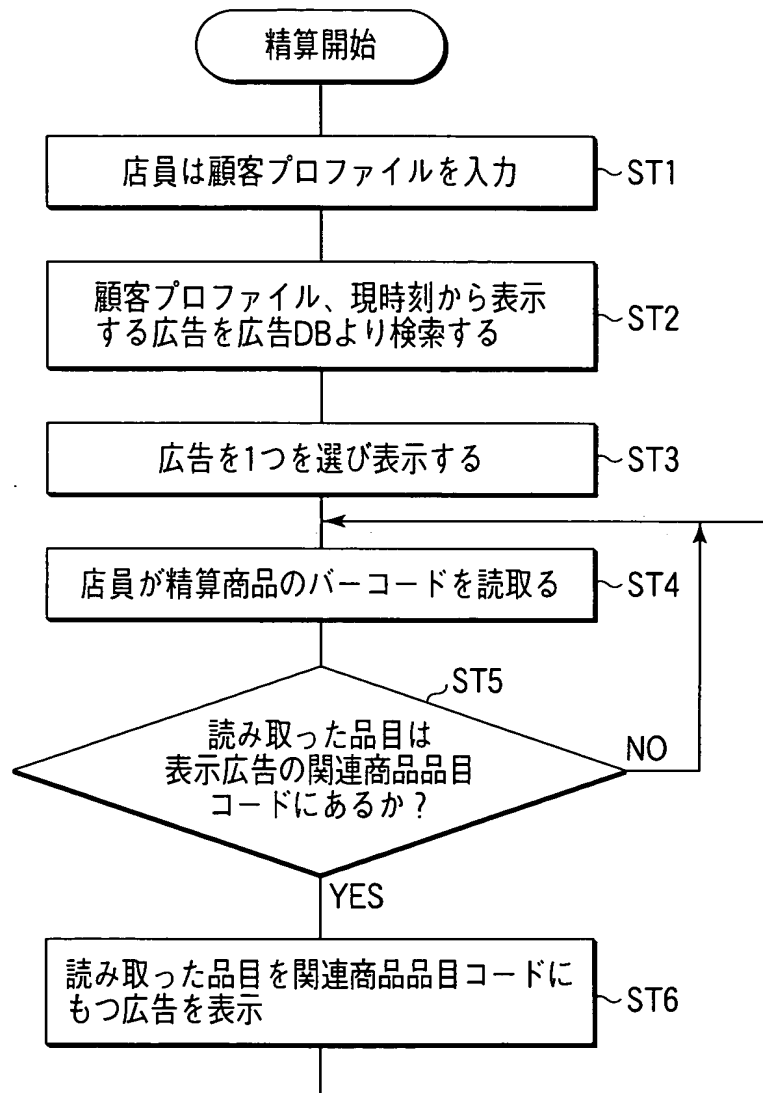 精算開始
店員は顧客プロファイルを入力
ST1
顧客プロファイル、現時刻から表示
する広告を広告DBより検索する
ST2
広告を1つを選び表示する
ST3
店員が精算商品のバーコードを読取る
ST4
ST5
読み取った品目は
表示広告の関連商品品目
コードにあるか?
NO
YES
読み取った品目を関連商品品目コードに
もつ広告を表示
ST6